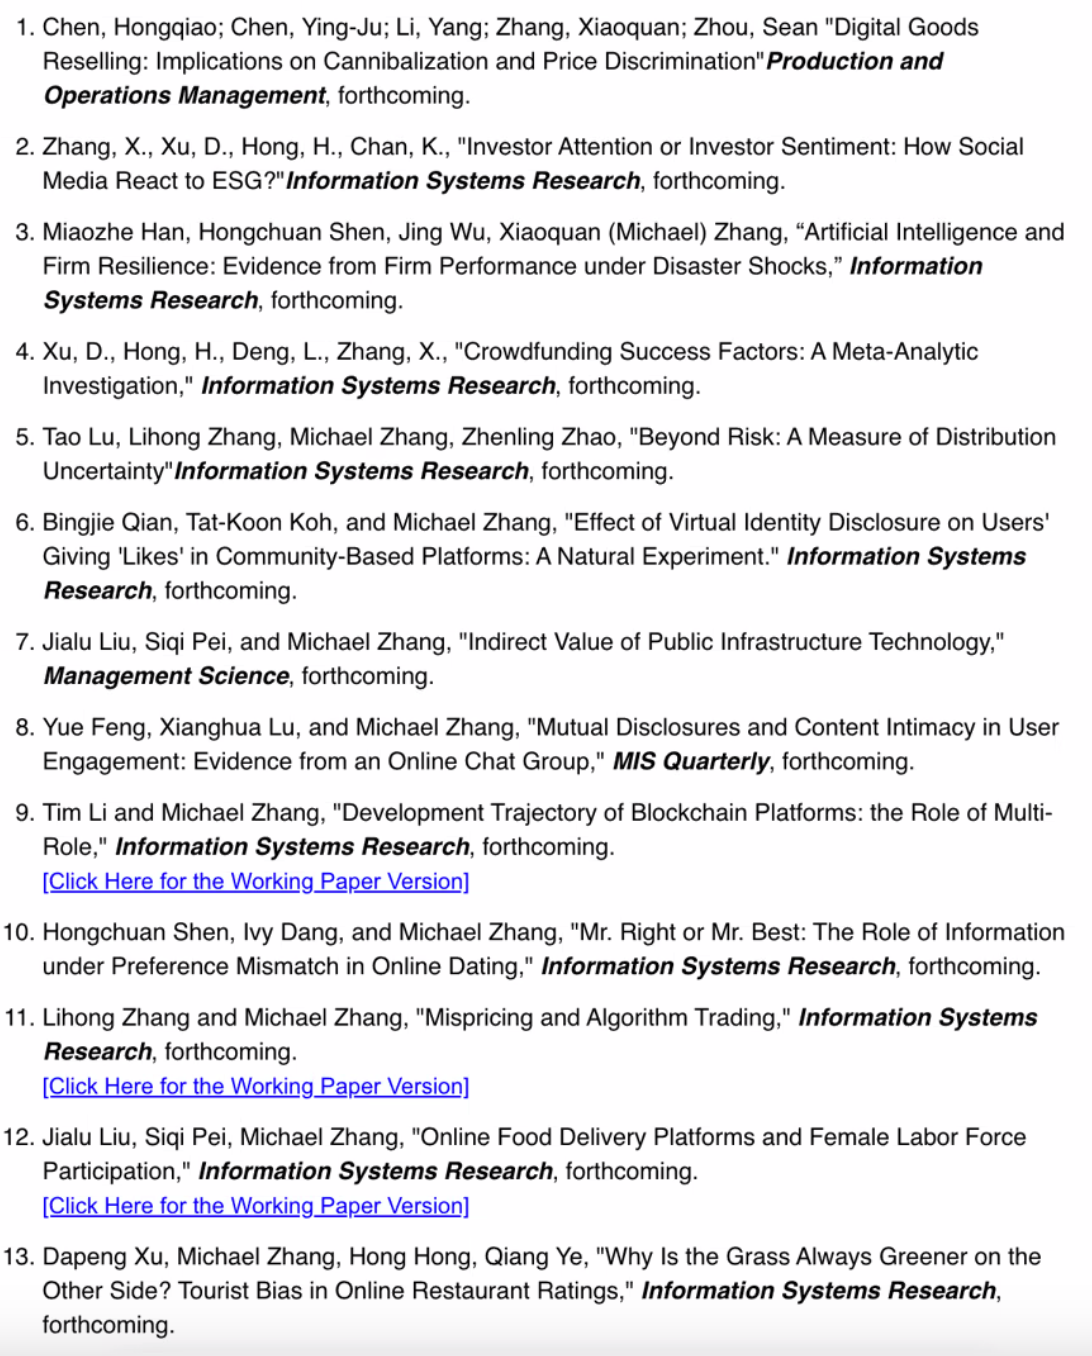 1. Chen, Hongqiao; Chen, Ying-Ju; Li, Yang; Zhang, Xiaoquan; Zhou, Sean "Digital Goods
Reselling: Implications on Cannibalization and Price Discrimination"Production and
Operations Management, forthcoming.
2. Zhang, X., Xu, D., Hong, H., Chan, K., "Investor Attention or Investor Sentiment: How Social
Media React to ESG?"Information Systems Research, forthcoming.
3. Miaozhe Han, Hongchuan Shen, Jing Wu, Xiaoquan (Michael) Zhang, “Artificial Intelligence and
Firm Resilience: Evidence from Firm Performance under Disaster Shocks,” Information
Systems Research, forthcoming.
4. Xu, D., Hong, H., Deng, L., Zhang, X., "Crowdfunding Success Factors: A Meta-Analytic
Investigation," Information Systems Research, forthcoming.
5. Tao Lu, Lihong Zhang, Michael Zhang, Zhenling Zhao, "Beyond Risk: A Measure of Distribution
Uncertainty"Information Systems Research, forthcoming.
6. Bingjie Qian, Tat-Koon Koh, and Michael Zhang, "Effect of Virtual Identity Disclosure on Users'
Giving 'Likes' in Community-Based Platforms: A Natural Experiment." Information Systems
Research, forthcoming.
7. Jialu Liu, Siqi Pei, and Michael Zhang, "Indirect Value of Public Infrastructure Technology,"
Management Science, forthcoming.
8. Yue Feng, Xianghua Lu, and Michael Zhang, "Mutual Disclosures and Content Intimacy in User
Engagement: Evidence from an Online Chat Group," MIS Quarterly, forthcoming.
9. Tim Li and Michael Zhang, "Development Trajectory of Blockchain Platforms: the Role of Multi-
Role," Information Systems Research, forthcoming.
[Click Here for the Working Paper Version]
10. Hongchuan Shen, Ivy Dang, and Michael Zhang, "Mr. Right or Mr. Best: The Role of Information
under Preference Mismatch in Online Dating," Information Systems Research, forthcoming.
11. Lihong Zhang and Michael Zhang, "Mispricing and Algorithm Trading," Information Systems
Research, forthcoming.
[Click Here for the Working Paper Version]
12. Jialu Liu, Siqi Pei, Michael Zhang, "Online Food Delivery Platforms and Female Labor Force
Participation," Information Systems Research, forthcoming.
[Click Here for the Working Paper Version]
13. Dapeng Xu, Michael Zhang, Hong Hong, Qiang Ye, "Why Is the Grass Always Greener on the
Other Side? Tourist Bias in Online Restaurant Ratings," Information Systems Research,
forthcoming.